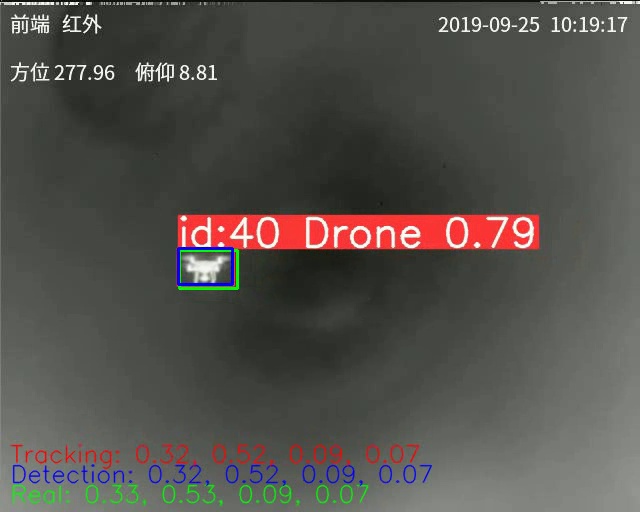 前端 红外 2019-09-25 10:19:17
方位 277.96 俯仰 8.81
id:40 Drone 0.79
Tracking: 0.32, 0.52, 0.09, 0.07
Detection: 0.32, 0.52, 0.09, 0.07
Real: 0.33, 0.53, 0.09, 0.07